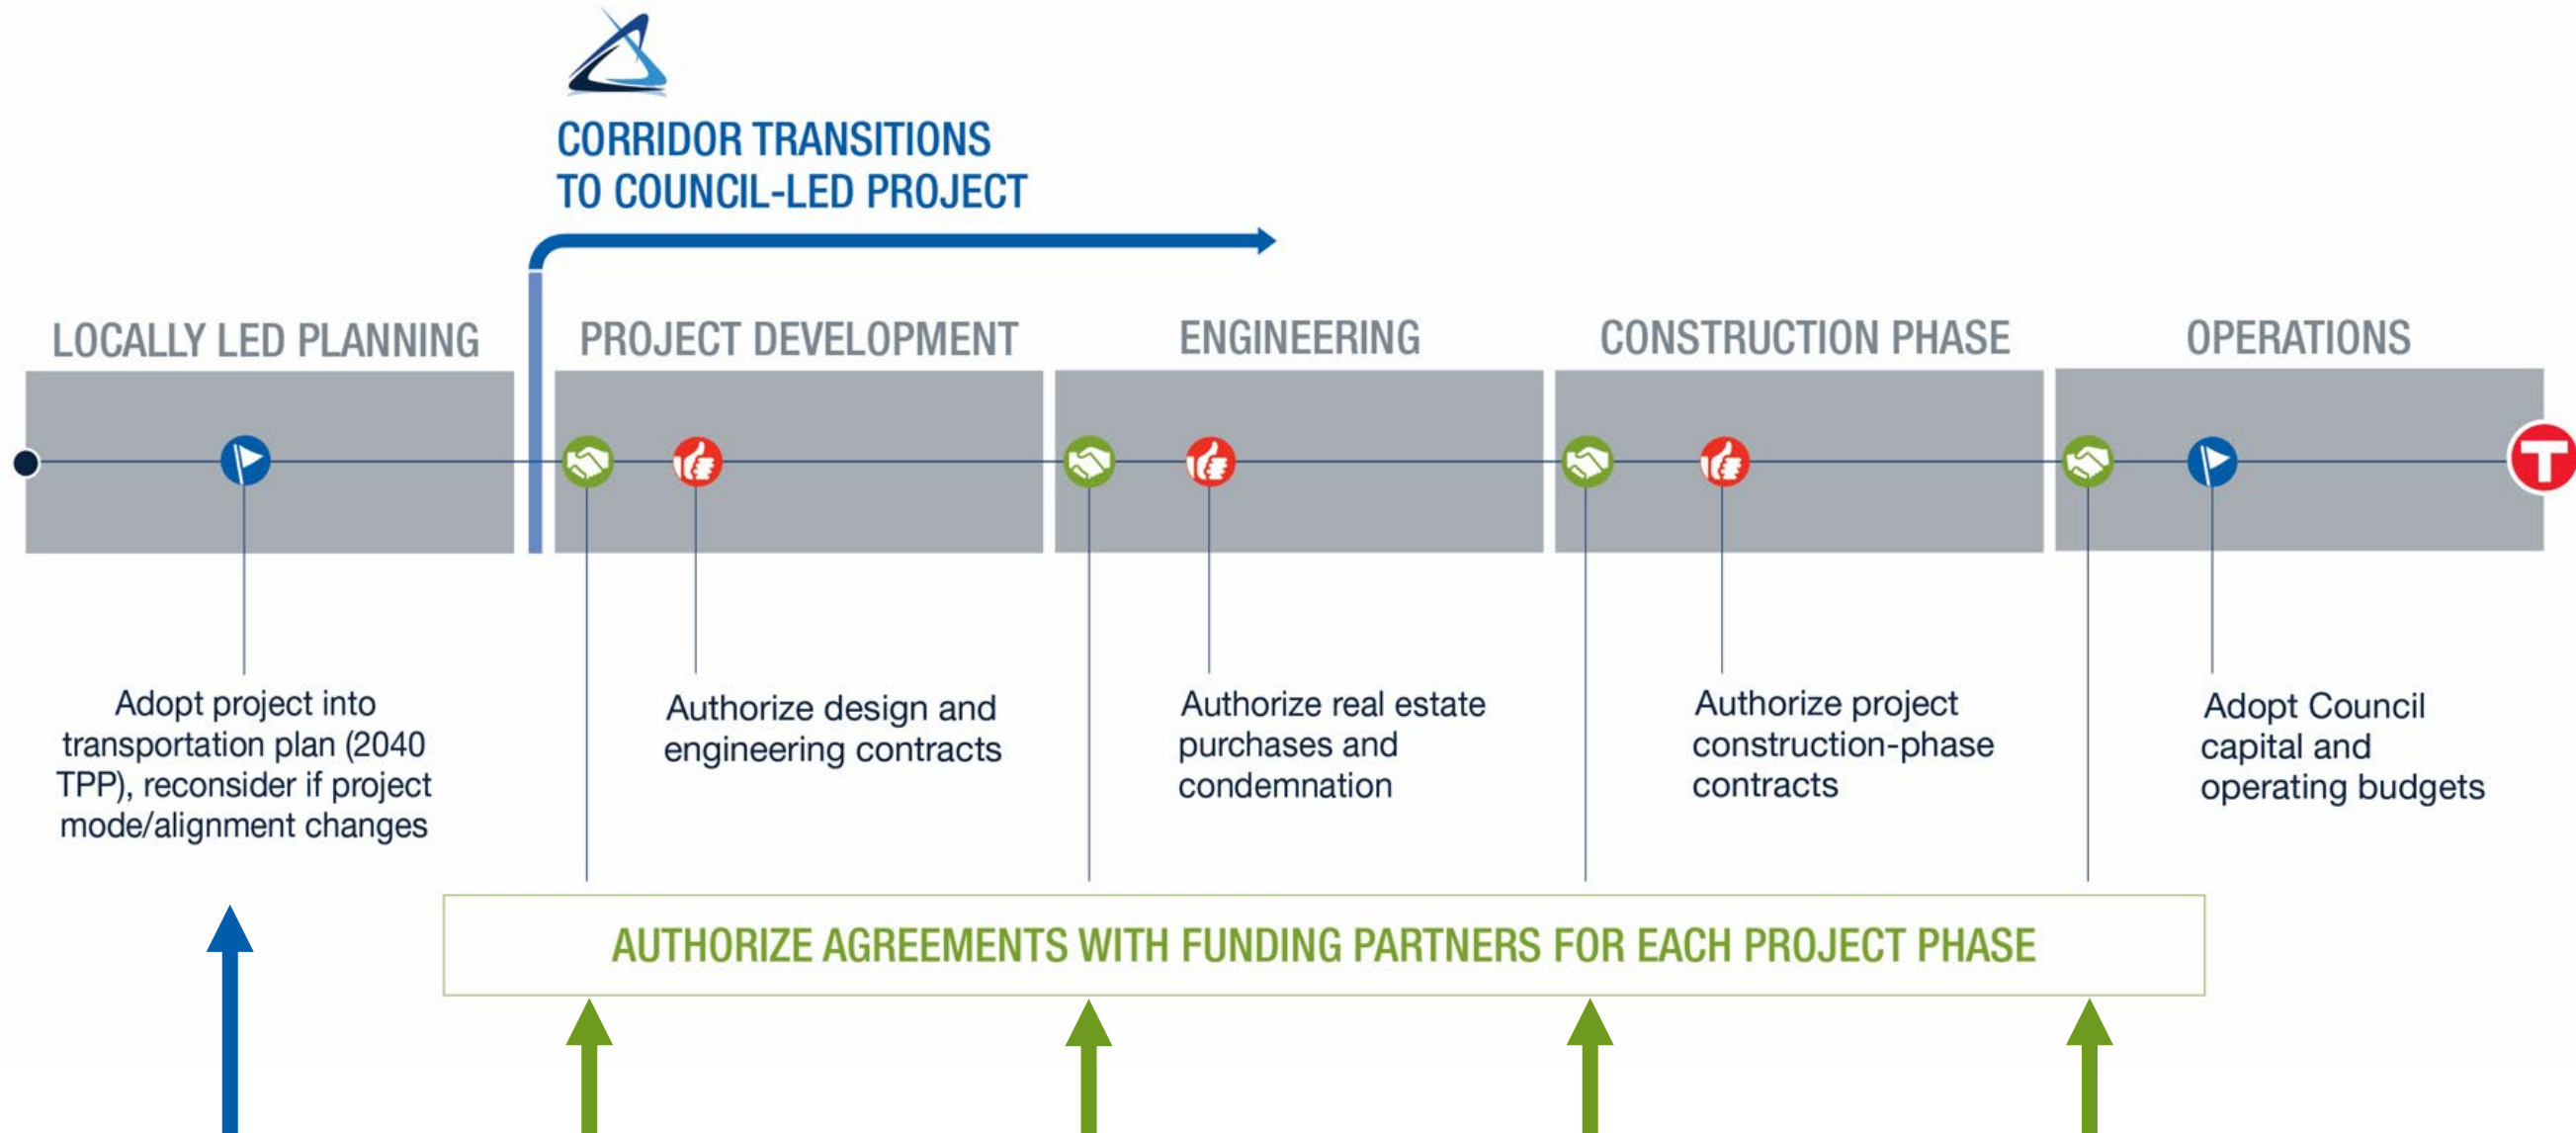 CORRIDOR TRANSITIONS
TO COUNCIL-LED PROJECT
LOCALLY LED PLANNING
PROJECT DEVELOPMENT
ENGINEERING
CONSTRUCTION PHASE
OPERATIONS
T
Adopt project into
transportation plan (2040
TPP), reconsider if project
mode/alignment changes
Authorize design and
engineering contracts
Authorize real estate
purchases and
condemnation
Authorize project
construction-phase
contracts
Adopt Council
capital and
operating budgets
AUTHORIZE AGREEMENTS WITH FUNDING PARTNERS FOR EACH PROJECT PHASE